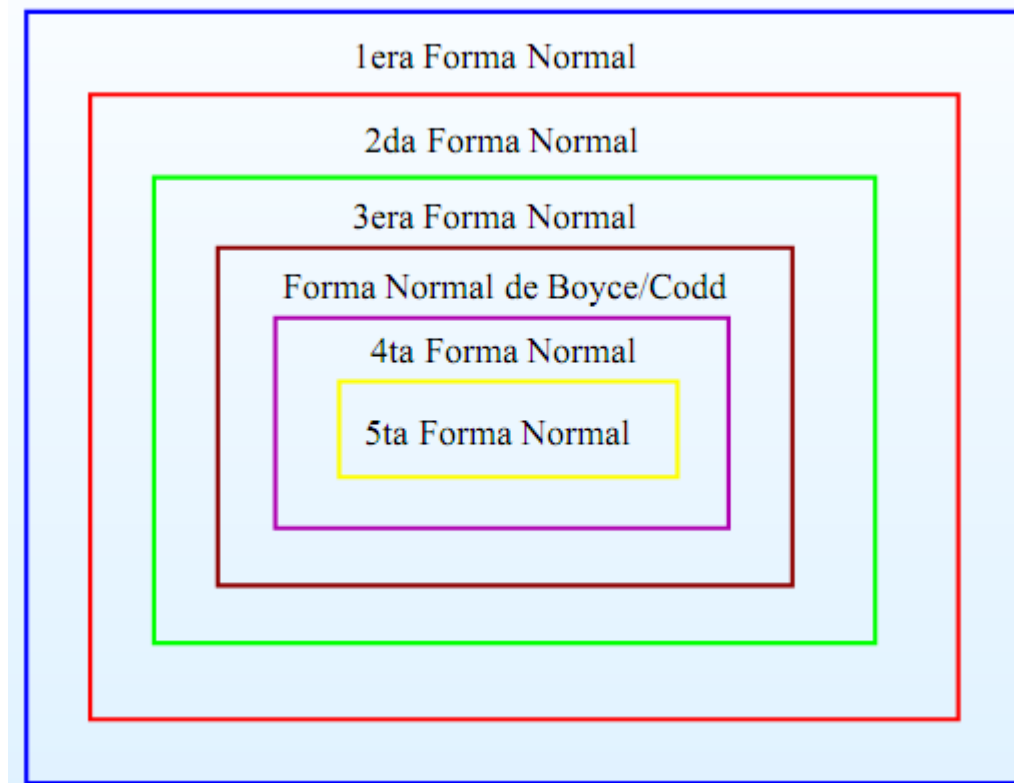 1era Forma Normal
2da Forma Normal
3era Forma Normal
Forma Normal de Boyce/Codd
4ta Forma Normal
5ta Forma Normal